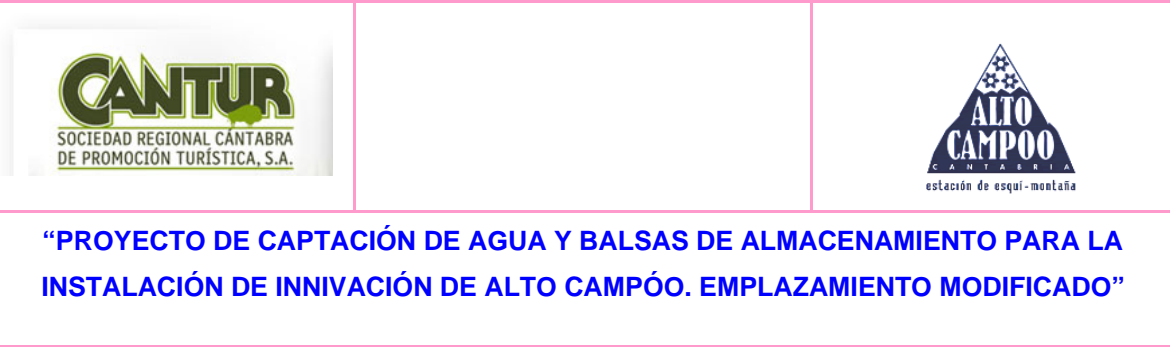 CANTUR
SOCIEDAD REGIONAL CÁNTABRA
DE PROMOCIÓN TURÍSTICA, S.A.
ALTO
CAMPOO
CANTABRIA
estación de esquí-montaña
“PROYECTO DE CAPTACIÓN DE AGUA Y BALSAS DE ALMACENAMIENTO PARA LA
INSTALACIÓN DE INNIVACIÓN DE ALTO CAMPÓO. EMPLAZAMIENTO MODIFICADO”